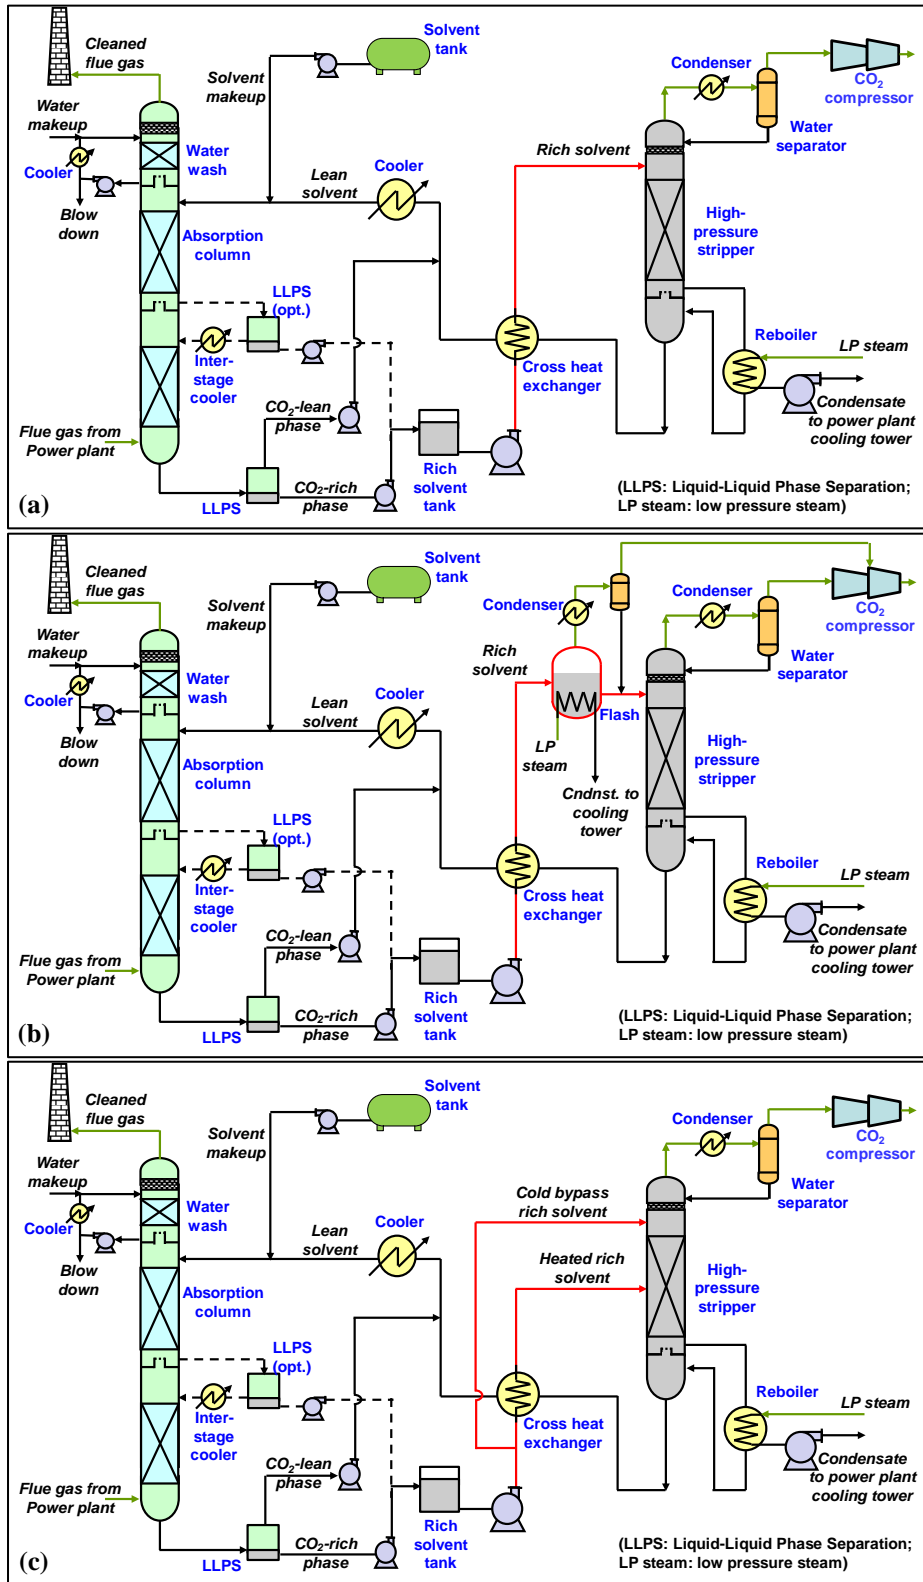 Cleaned
flue gas
Solvent
tank
Solvent
makeup
Condenser
CO2
compressor
Water
makeup
Water
separator
Water
wash
Cooler
Rich solvent
Cooler
Lean
solvent
Blow
down
High-
pressure
stripper
Absorption
column
LLPS
(opt.)
Reboiler
LP steam
Inter-
stage
cooler
Cross heat
exchanger
CO2-lean
phase
Condensate
to power plant
cooling tower
Flue gas from
Power plant
Rich
solvent
tank
CO2-rich
phase
LLPS
(LLPS: Liquid-Liquid Phase Separation;
LP steam: low pressure steam)
(a)
Cleaned
flue gas
Solvent
tank
Solvent
makeup
Condenser
Condenser
CO2
compressor
Water
makeup
Rich
solvent
Water
separator
Water
wash
Cooler
Cooler
Lean
solvent
Flash
Blow
down
LP
steam
High-
pressure
stripper
Absorption
column
Cndnst. to
cooling
tower
LLPS
(opt.)
Reboiler
LP steam
Inter-
stage
cooler
Cross heat
exchanger
CO2-lean
phase
Condensate
to power plant
cooling tower
Flue gas from
Power plant
Rich
solvent
tank
CO2-rich
phase
LLPS
(LLPS: Liquid-Liquid Phase Separation;
LP steam: low pressure steam)
(b)
Cleaned
flue gas
Solvent
tank
Solvent
makeup
Condenser
CO2
compressor
Water
makeup
Water
separator
Cold bypass
rich solvent
Water
wash
Cooler
Cooler
Lean
solvent
Heated rich
solvent
Blow
down
High-
pressure
stripper
Absorption
column
LLPS
(opt.)
Reboiler
LP steam
Inter-
stage
cooler
Cross heat
exchanger
CO2-lean
phase
Condensate
to power plant
cooling tower
Flue gas from
Power plant
Rich
solvent
tank
CO2-rich
phase
LLPS
(LLPS: Liquid-Liquid Phase Separation;
LP steam: low pressure steam)
(c)